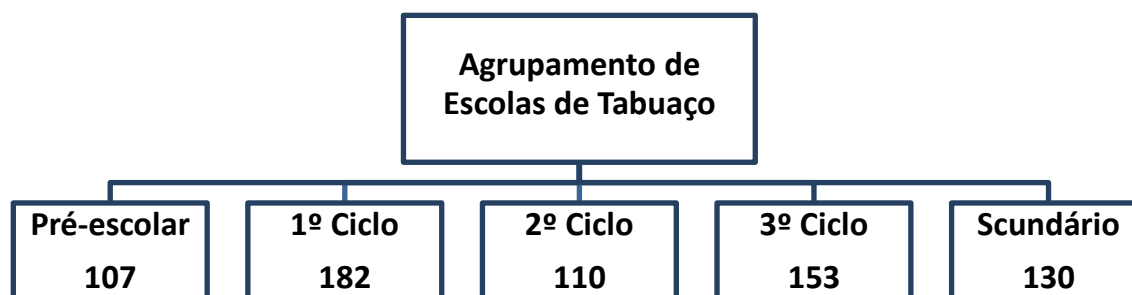 Agrupamento de
Escolas de Tabuaço
Pré-escolar
107
1º Ciclo
182
2º Ciclo
110
3º Ciclo
153
Scundário
130